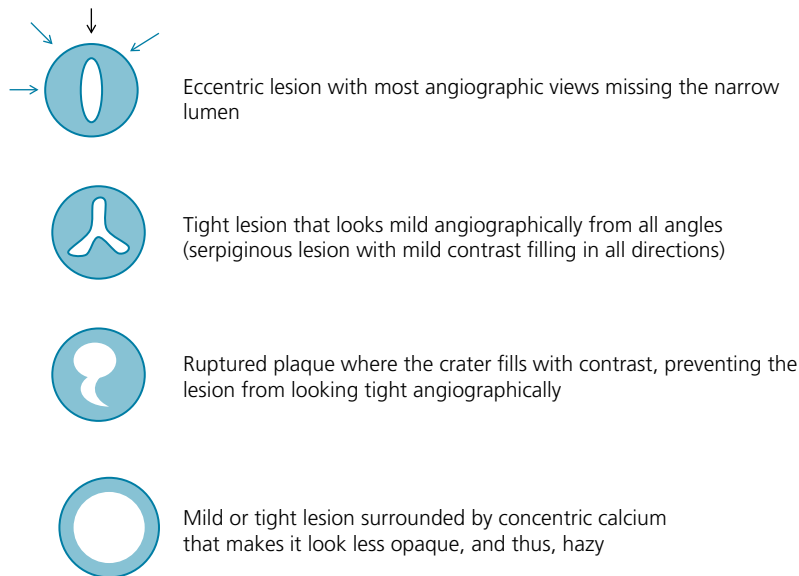 Eccentric lesion with most angiographic views missing the narrow
lumen
Tight lesion that looks mild angiographically from all angles
(serpiginous lesion with mild contrast filling in all directions)
Ruptured plaque where the crater fills with contrast, preventing the
lesion from looking tight angiographically
Mild or tight lesion surrounded by concentric calcium
that makes it look less opaque, and thus, hazy